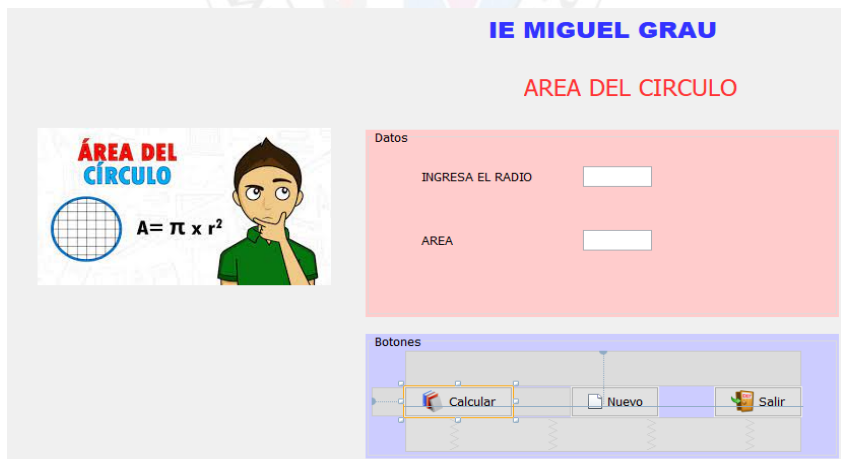 IE MIGUEL GRAU
AREA DEL CIRCULO
ÁREA DEL
CÍRCULO
A= π x r²
Datos
INGRESA EL RADIO
AREA
Botones
Calcular
Nuevo
Salir